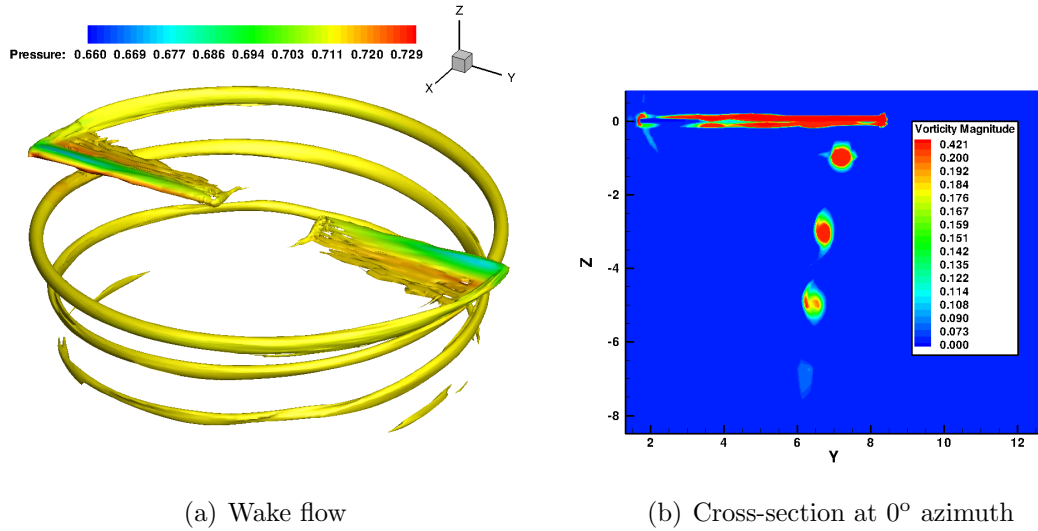 Pressure: 0.660 0.669 0.677 0.686 0.694 0.703 0.711 0.720 0.729
Z
X
Y
0
-2
-4
-6
-8
Z
2 4 6 8 10 12
Y
Vorticity Magnitude
0.421
0.200
0.192
0.184
0.176
0.167
0.159
0.151
0.142
0.135
0.122
0.114
0.108
0.090
0.073
0.000
(a) Wake flow
(b) Cross-section at 0° azimuth